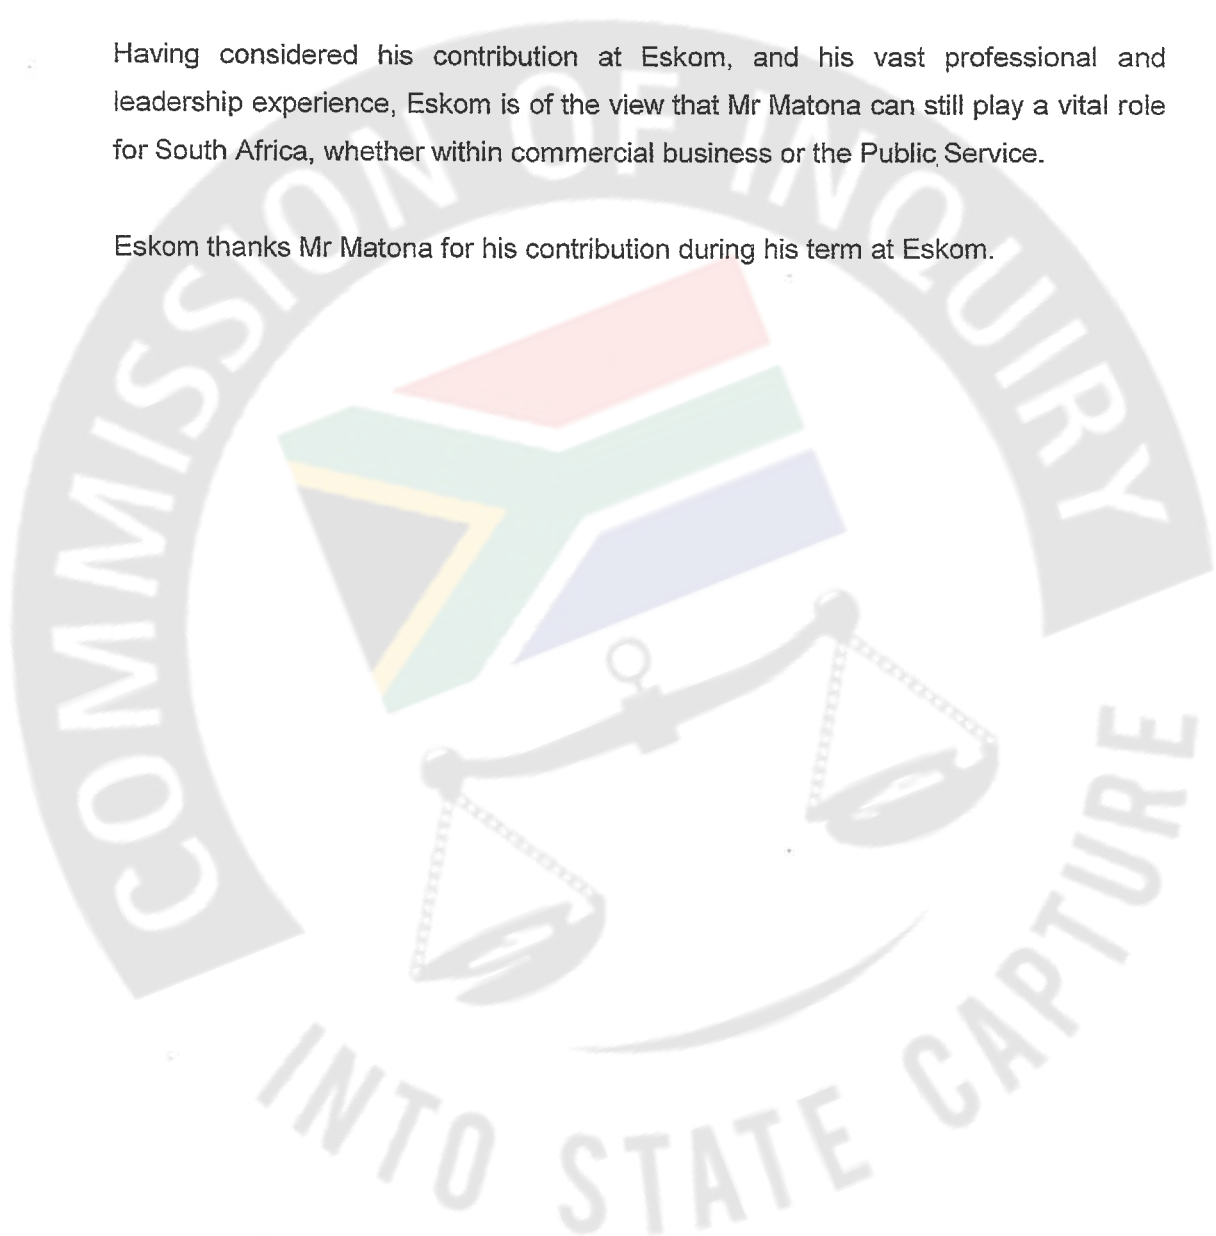 Having considered his contribution at Eskom, and his vast professional and
leadership experience, Eskom is of the view that Mr Matona can still play a vital role
for South Africa, whether within commercial business or the Public Service.
Eskom thanks Mr Matona for his contribution during his term at Eskom.
COMMISSION OF INQUIRY
INTO STATE CAPTURE